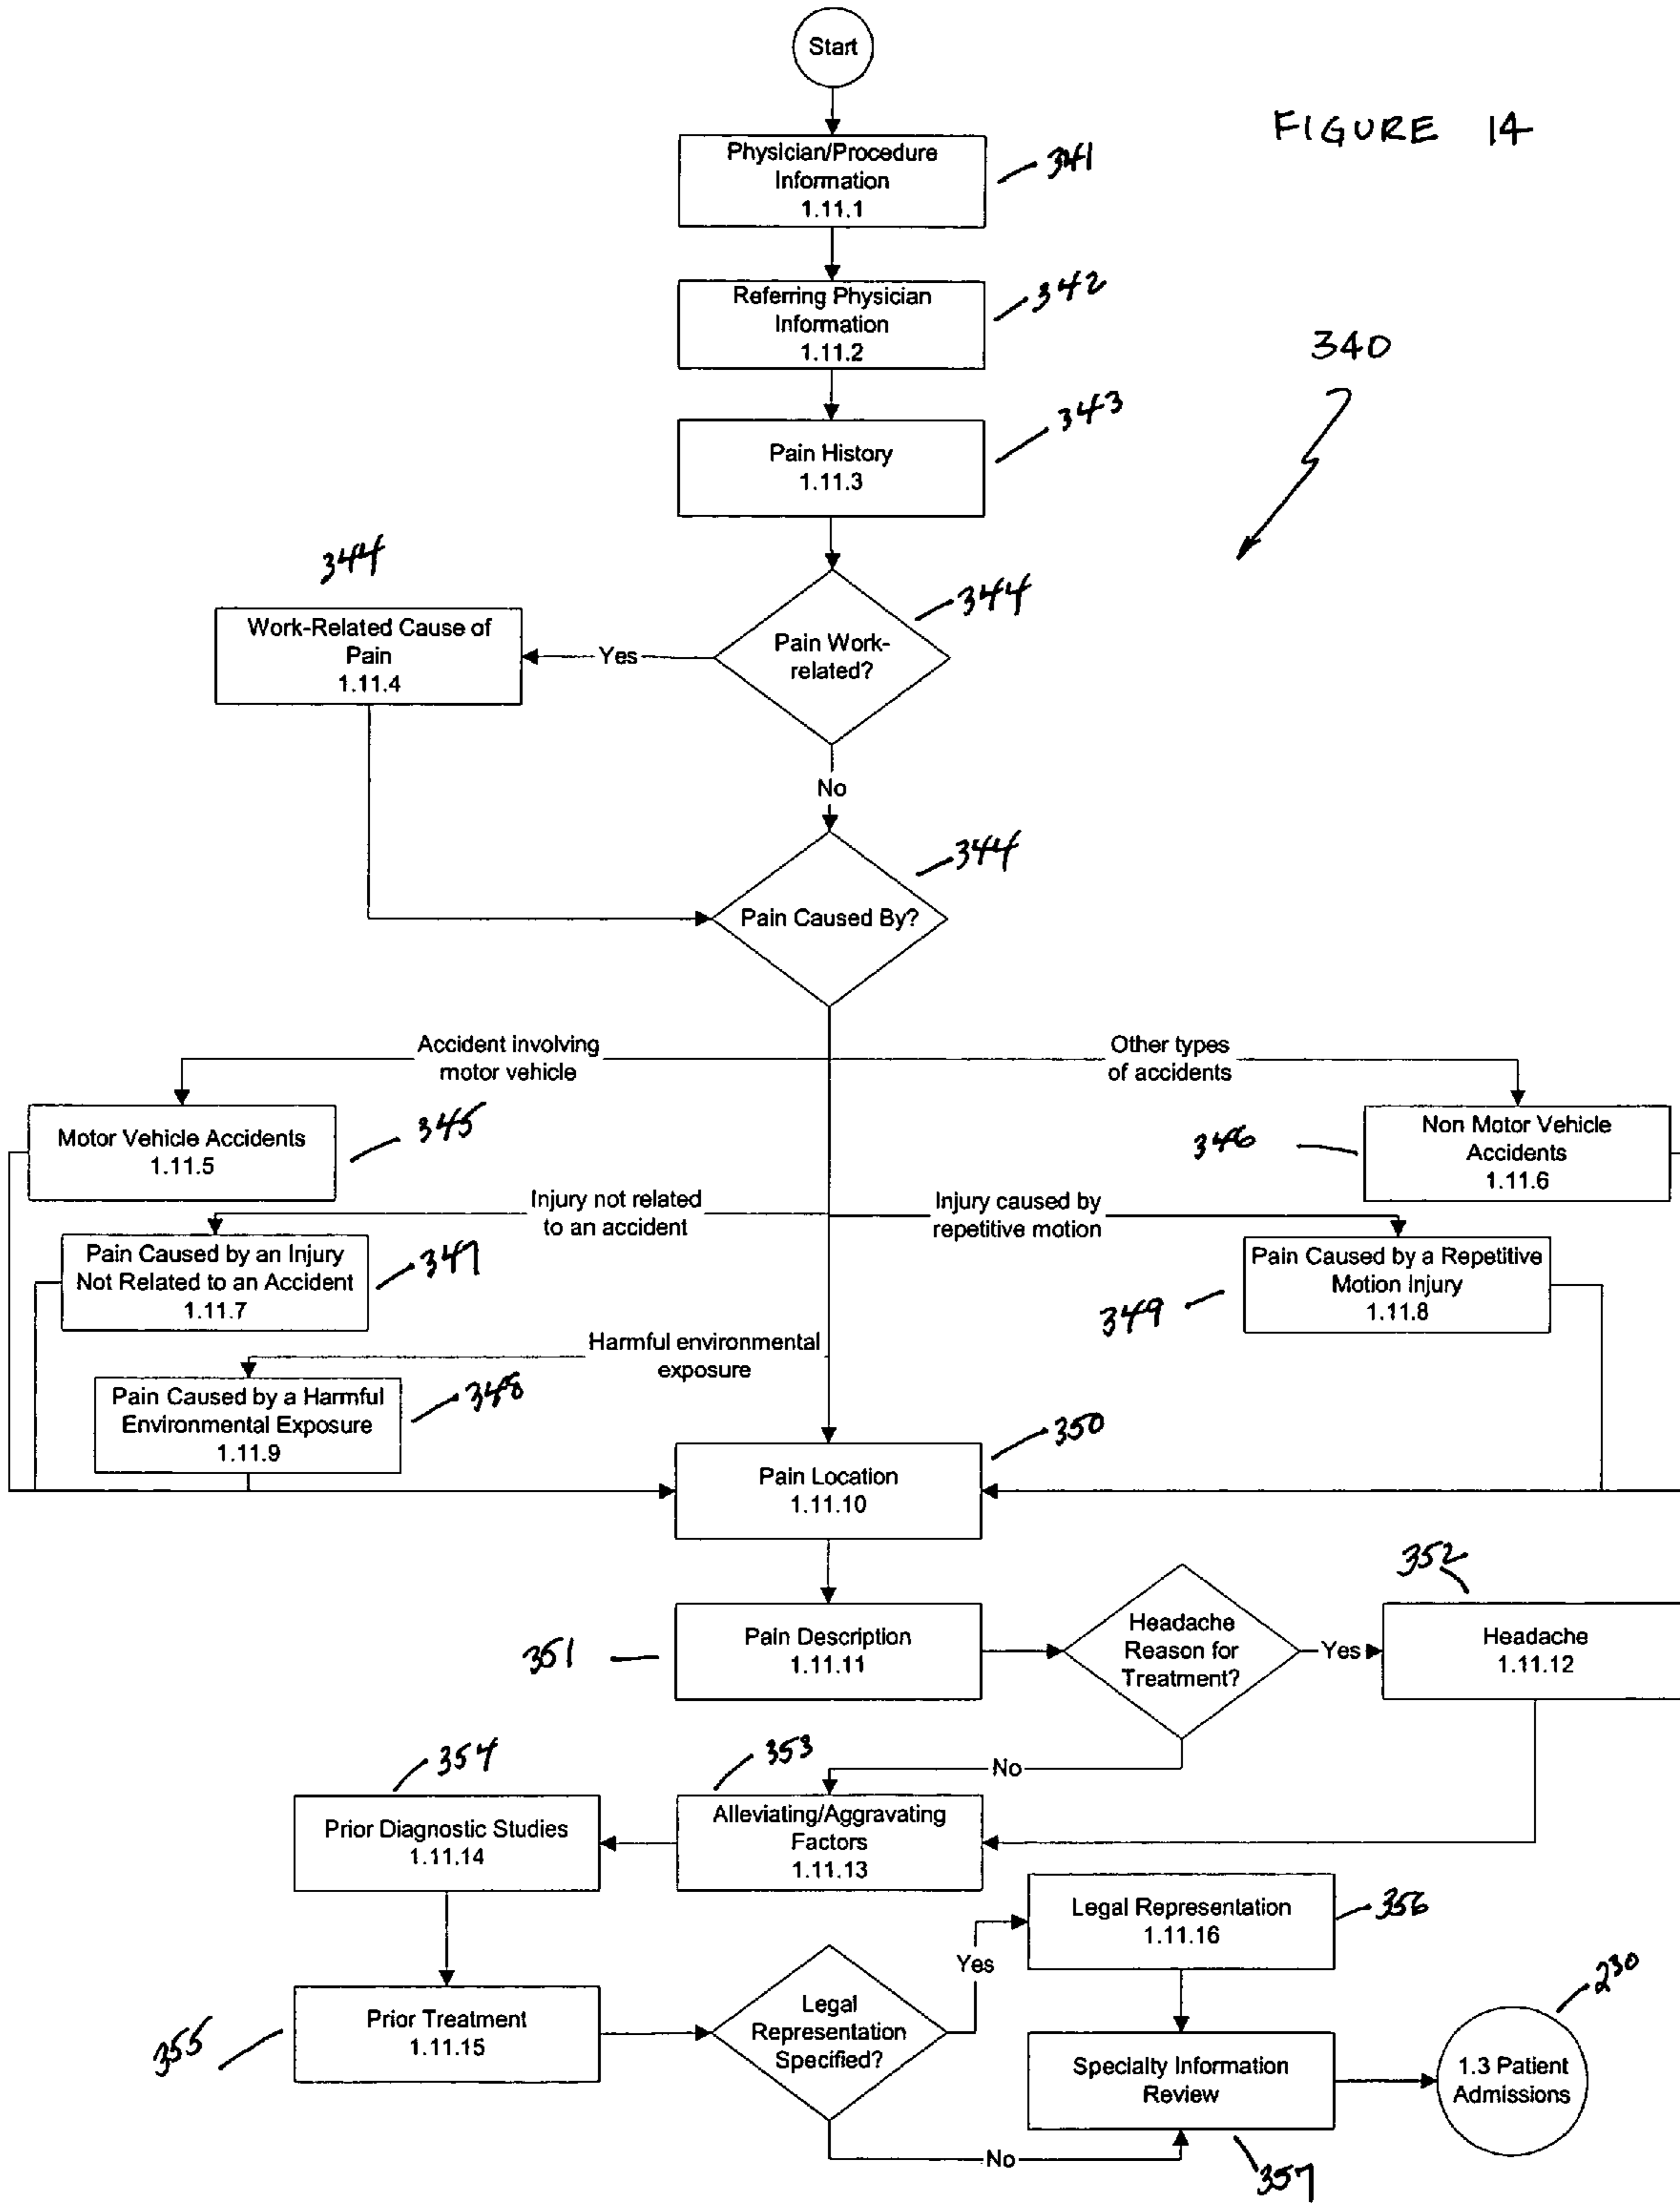 Start
FIGURE 14
Physician/Procedure
Information
1.11.1
341
Referring Physician
Information
1.11.2
342
340
Pain History
1.11.3
343
344
Work-Related Cause of
Pain
1.11.4
Yes
Pain Work-
related?
344
No
Pain Caused By?
344
Accident involving
motor vehicle
Other types
of accidents
Motor Vehicle Accidents
1.11.5
345
346
Non Motor Vehicle
Accidents
1.11.6
Injury not related
to an accident
Injury caused by
repetitive motion
Pain Caused by an Injury
Not Related to an Accident
1.11.7
347
349
Pain Caused by a Repetitive
Motion Injury
1.11.8
Harmful environmental
exposure
Pain Caused by a Harmful
Environmental Exposure
1.11.9
348
Pain Location
1.11.10
350
351
Pain Description
1.11.11
Headache
Reason for
Treatment?
Yes
352
Headache
1.11.12
No
354
353
Prior Diagnostic Studies
1.11.14
Alleviating/Aggravating
Factors
1.11.13
355
Prior Treatment
1.11.15
Legal
Representation
Specified?
Yes
Legal Representation
1.11.16
356
No
Specialty Information
Review
357
1.3 Patient
Admissions
230